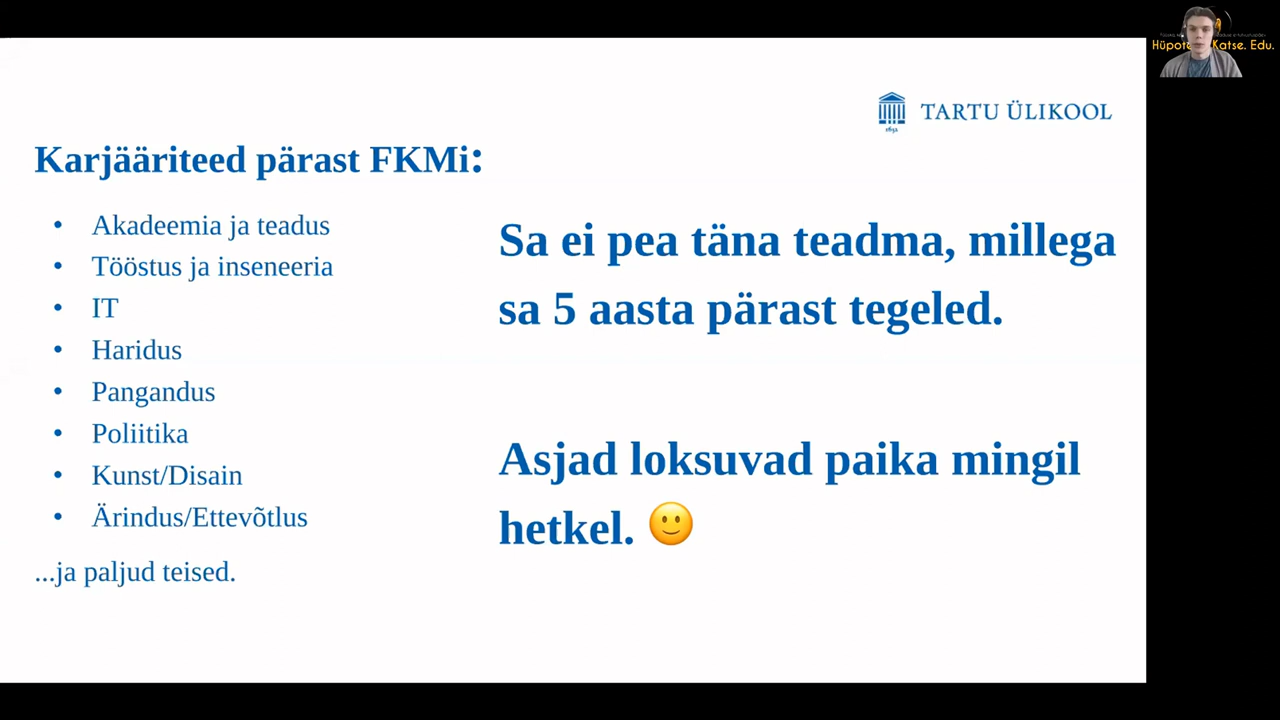 Hüpote Katse. Edu.
TARTU ÜLIKOOL
1632
Karjääriteed pärast FKMi:
• Akadeemia ja teadus
• Tööstus ja inseneeria
• IT
• Haridus
• Pangandus
• Poliitika
• Kunst/Disain
• Ärindus/Ettevõtlus
...ja paljud teised.
Sa ei pea täna teadma, millega
sa 5 aasta pärast tegeled.
Asjad loksuvad paika mingil
hetkel. 🙂